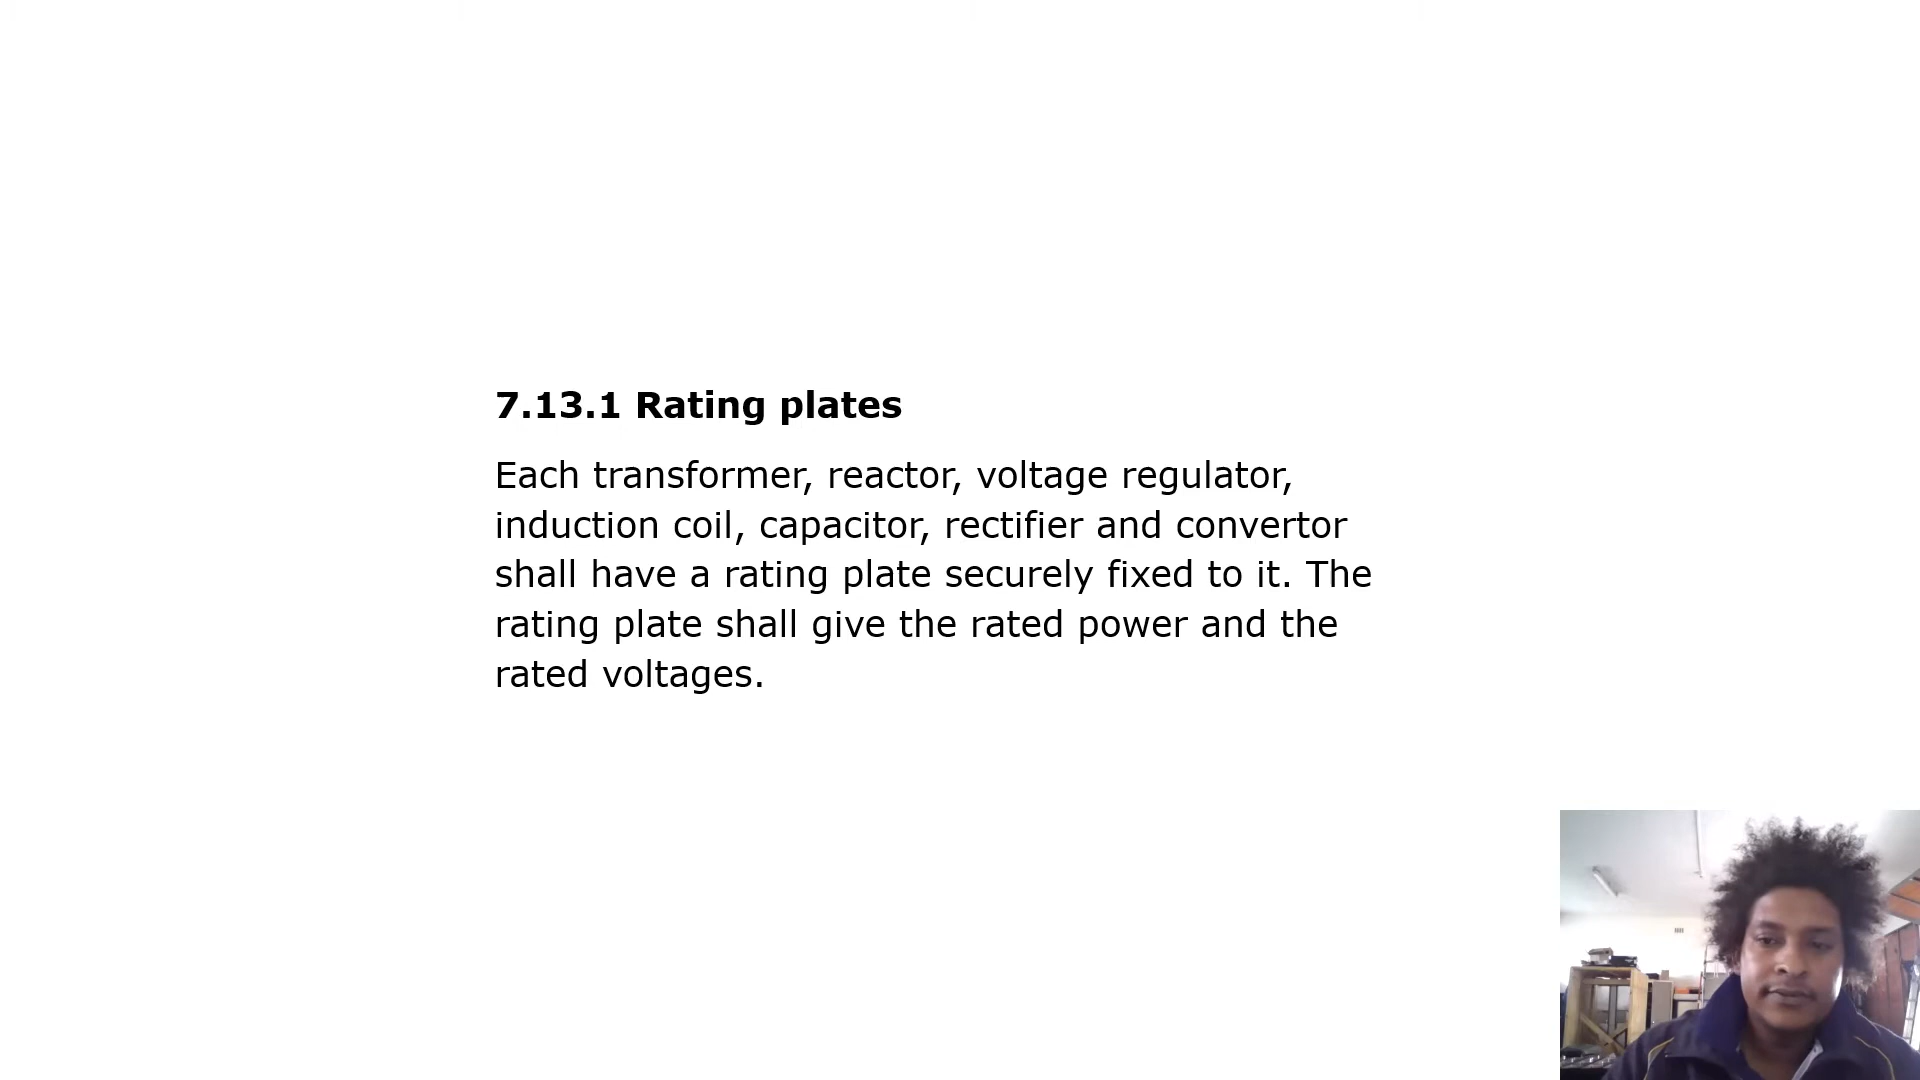 7.13.1 Rating plates
Each transformer, reactor, voltage regulator,
induction coil, capacitor, rectifier and convertor
shall have a rating plate securely fixed to it. The
rating plate shall give the rated power and the
rated voltages.